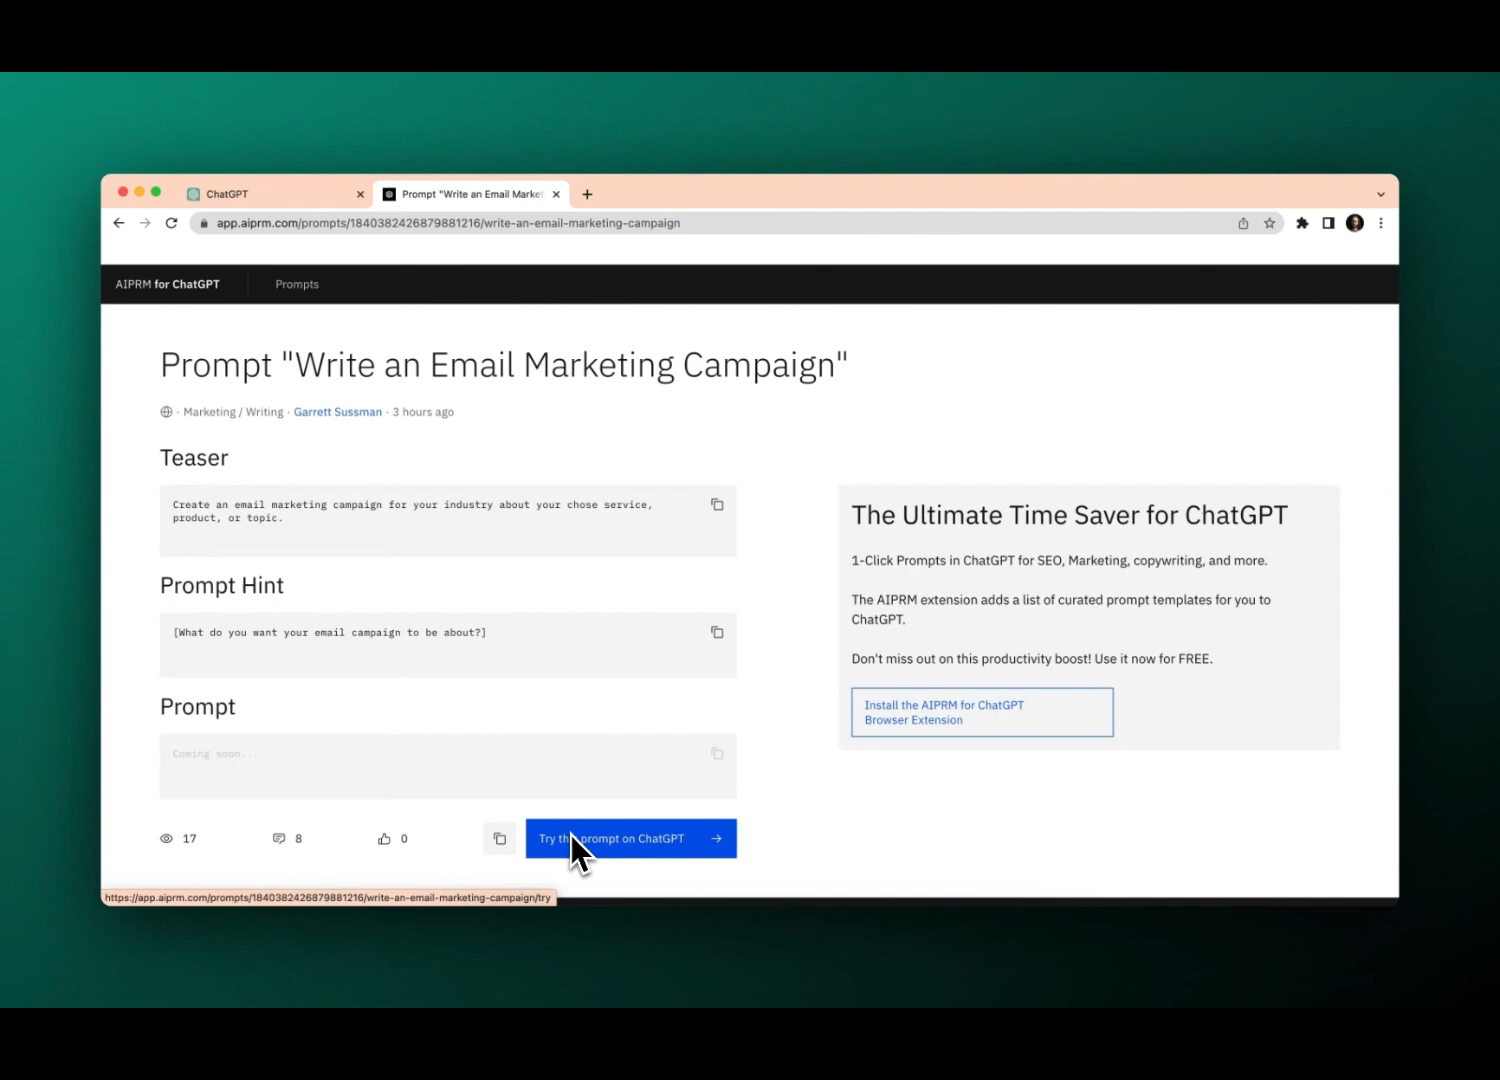 ChatGPT
Prompt "Write an Email Market
app.aiprm.com/prompts/1840382426879881216/write-an-email-marketing-campaign
AIPRM for ChatGPT
Prompts
Prompt "Write an Email Marketing Campaign"
· Marketing / Writing · Garrett Sussman · 3 hours ago
Teaser
Create an email marketing campaign for your industry about your chose service,
product, or topic.
Prompt Hint
[What do you want your email campaign to be about?]
Prompt
Coming soon...
17
8
0
Try th prompt on ChatGPT
The Ultimate Time Saver for ChatGPT
1-Click Prompts in ChatGPT for SEO, Marketing, copywriting, and more.
The AIPRM extension adds a list of curated prompt templates for you to
ChatGPT.
Don't miss out on this productivity boost! Use it now for FREE.
Install the AIPRM for ChatGPT
Browser Extension
https://app.aiprm.com/prompts/1840382426879881216/write-an-email-marketing-campaign/try